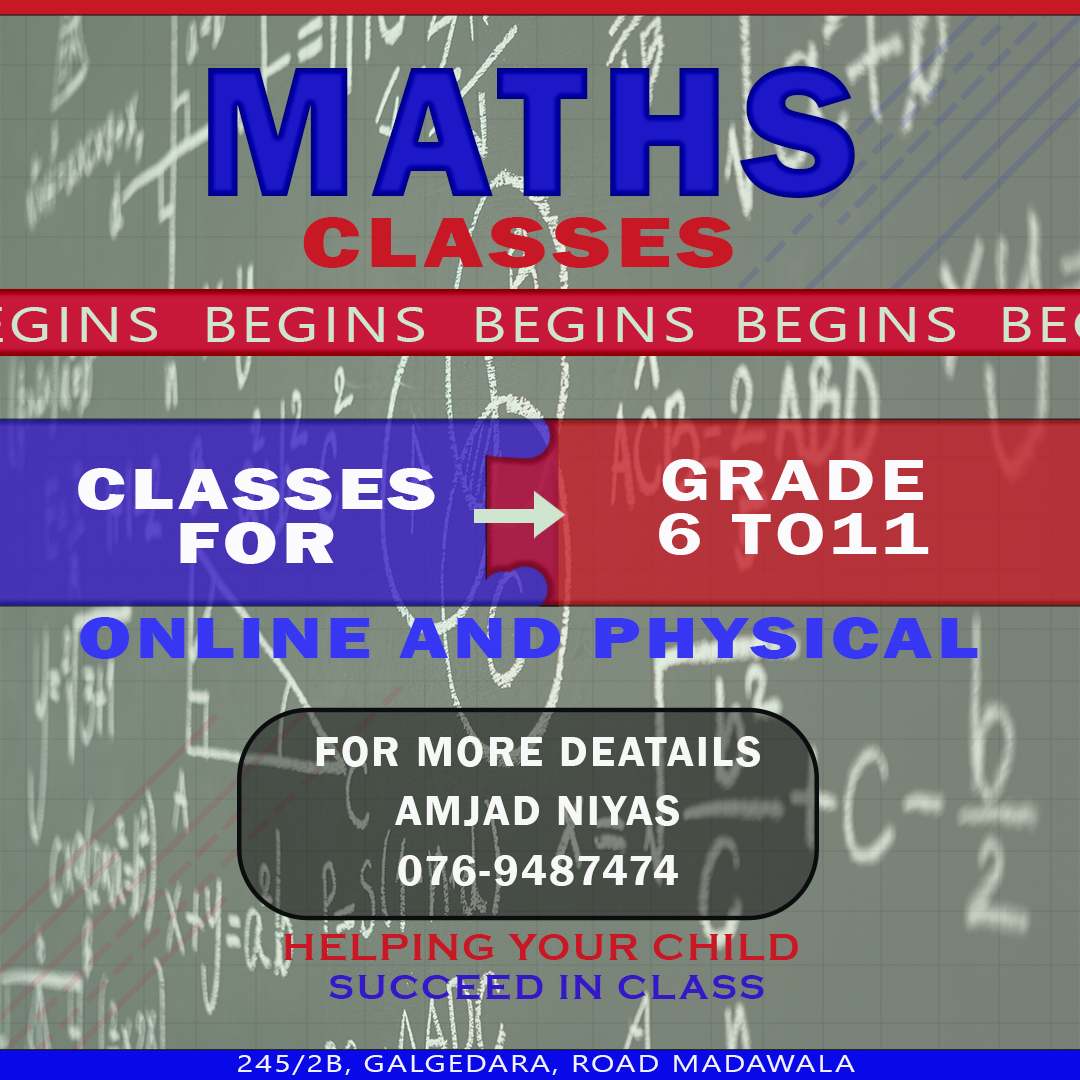 MATHS
CLASSES
EGINS BEGINS BEGINS BEGINS BEG
CLASSES
FOR
GRADE
6 TO11
ONLINE AND PHYSICAL
FOR MORE DEATAILS
AMJAD NIYAS
076-9487474
HELPING YOUR CHILD
SUCCEED IN CLASS
245/2B, GALGEDARA, ROAD MADAWALA